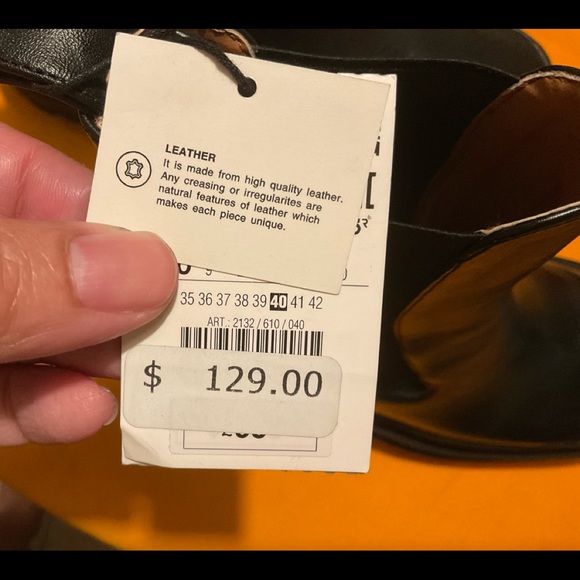 LEATHER
It is made from high quality leather.
Any creasing or irregularites are
natural features of leather which
makes each piece unique.
35 36 37 38 39 40 41 42
ART.: 2132 / 610 / 040
$ 129.00